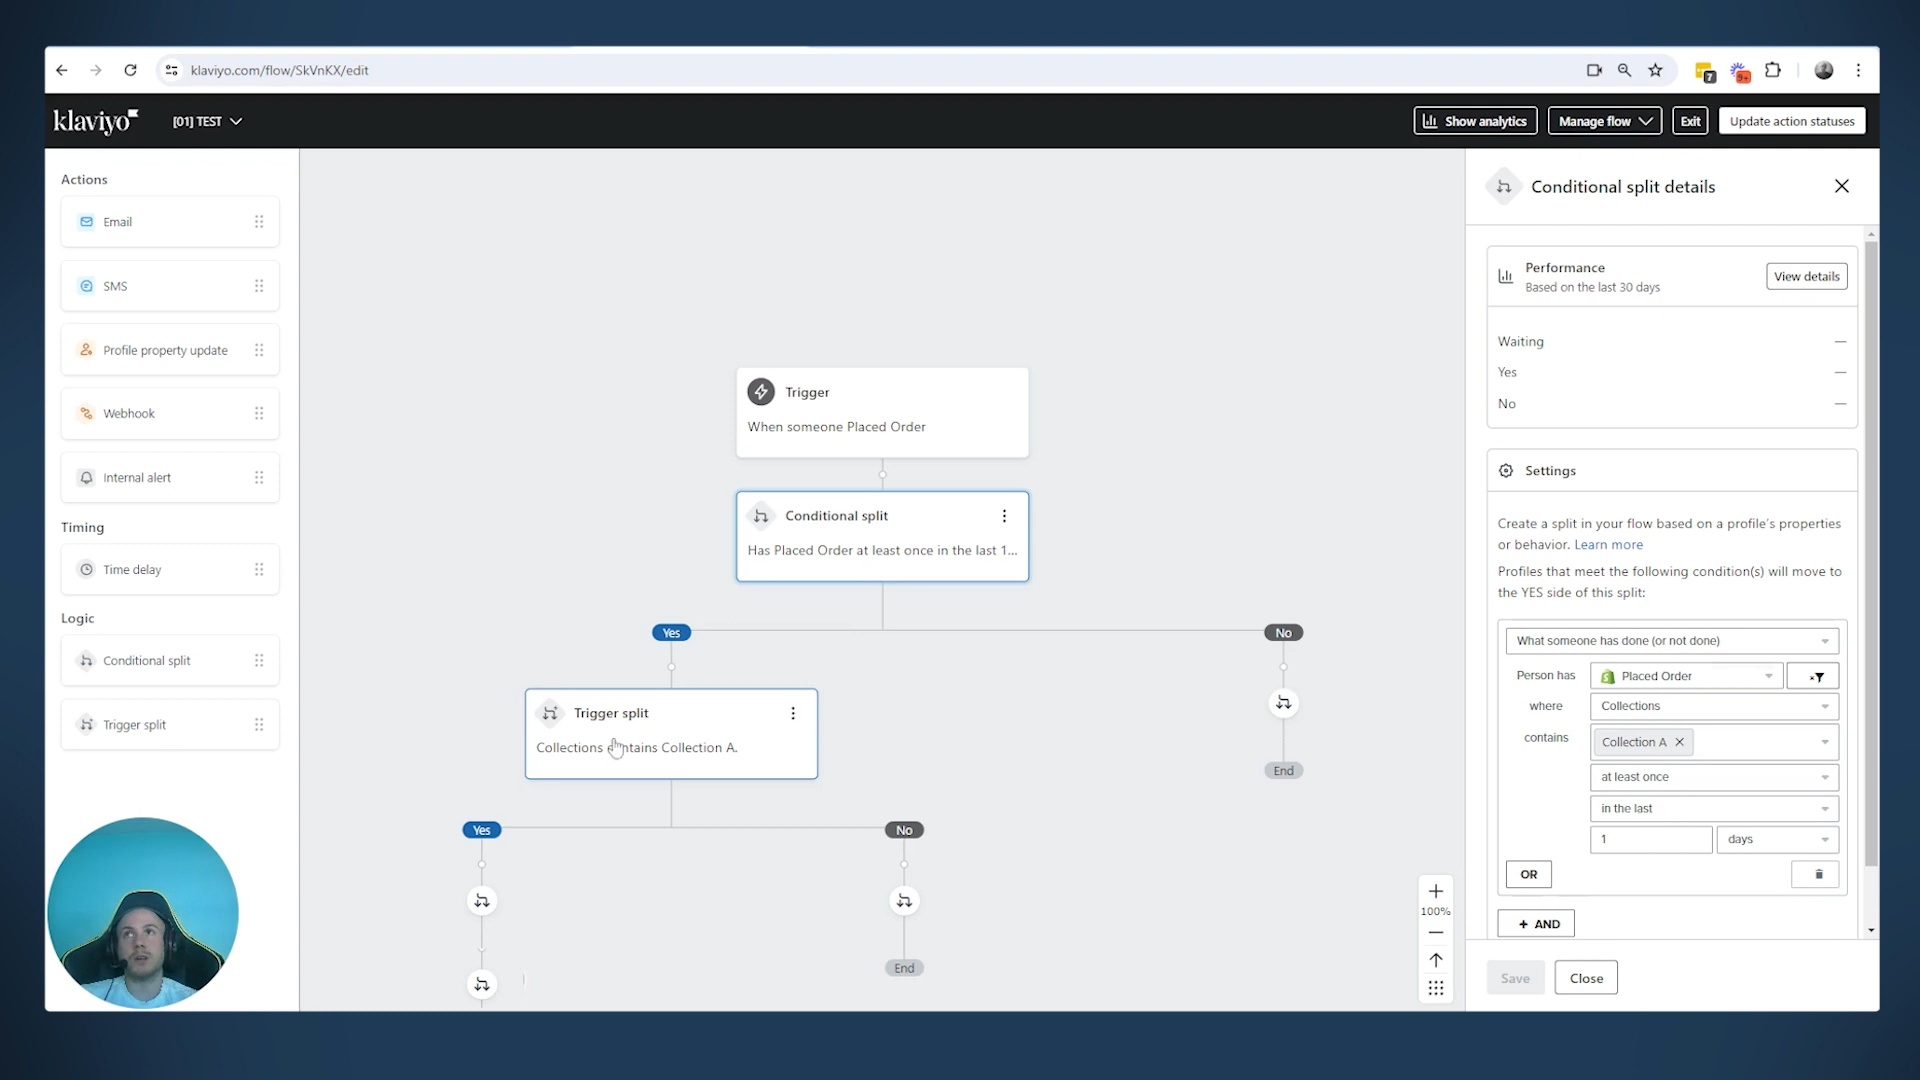 klaviyo.com/flow/SkVnKX/edit
7
9+
klaviyo
[01] TEST
Show analytics
Manage flow
Exit
Update action statuses
Actions
Email
SMS
Profile property update
Webhook
Internal alert
Timing
Time delay
Logic
Conditional split
Trigger split
Trigger
When someone Placed Order
Conditional split
Has Placed Order at least once in the last 1...
Yes
No
Trigger split
Collections contains Collection A.
End
Yes
No
End
100%
Conditional split details
Performance
Based on the last 30 days
View details
Waiting —
Yes —
No —
Settings
Create a split in your flow based on a profile's properties
or behavior. Learn more
Profiles that meet the following condition(s) will move to
the YES side of this split:
What someone has done (or not done)
Person has Placed Order
where Collections
contains Collection A
at least once
in the last
1 days
OR
+ AND
Save Close